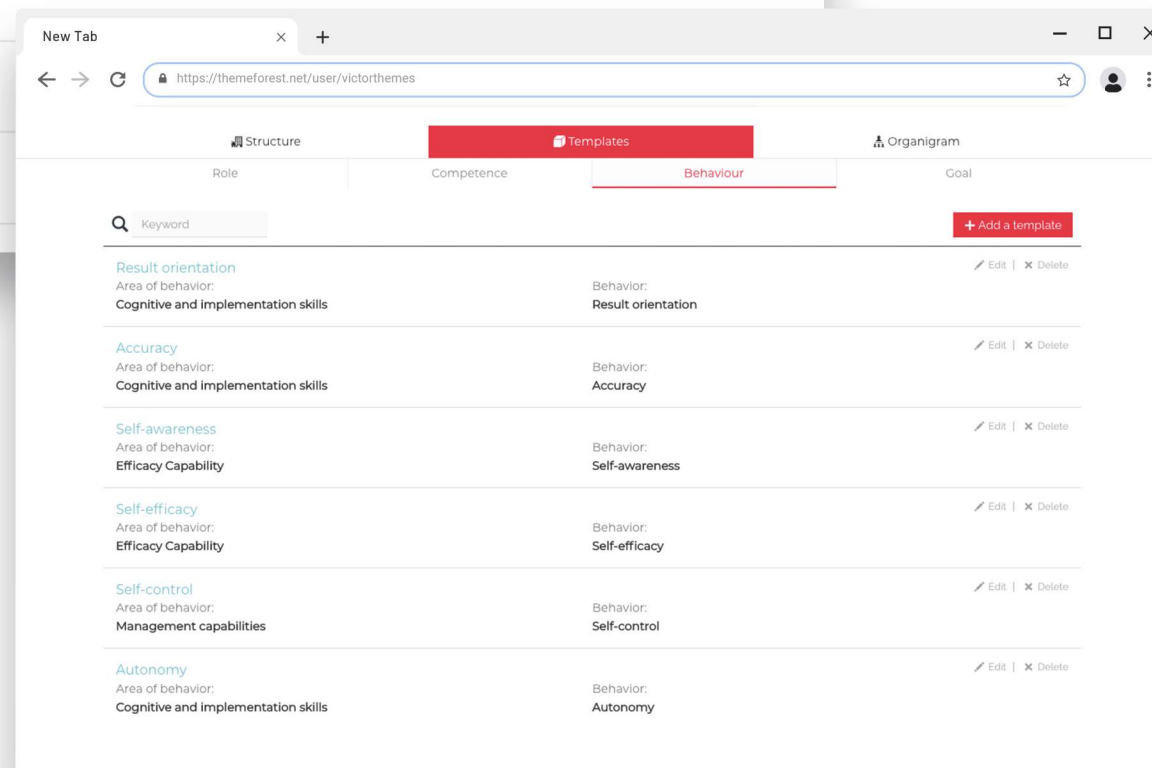 New Tab
https://themeforest.net/user/victorthemes
Structure Templates Organigram
Role Competence Behaviour Goal
Keyword + Add a template
Result orientation Edit | Delete
Area of behavior: Behavior:
Cognitive and implementation skills Result orientation
Accuracy Edit | Delete
Area of behavior: Behavior:
Cognitive and implementation skills Accuracy
Self-awareness Edit | Delete
Area of behavior: Behavior:
Efficacy Capability Self-awareness
Self-efficacy Edit | Delete
Area of behavior: Behavior:
Efficacy Capability Self-efficacy
Self-control Edit | Delete
Area of behavior: Behavior:
Management capabilities Self-control
Autonomy Edit | Delete
Area of behavior: Behavior:
Cognitive and implementation skills Autonomy